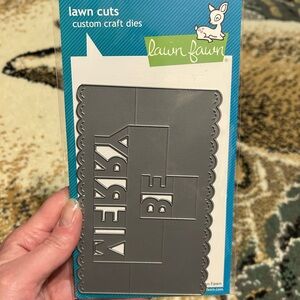 lawn cuts
custom craft dies
lawn fawn
MERRY
BE